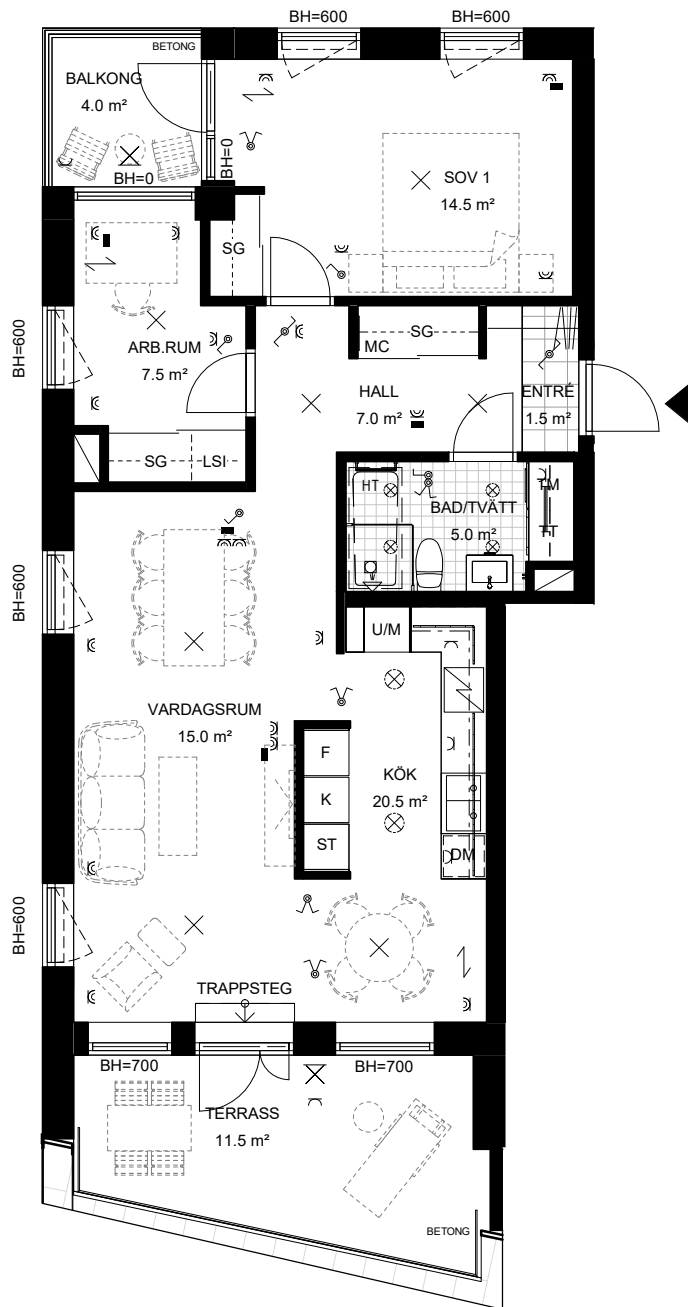 BH=600
BH=600
BETONG
BALKONG
4.0 m²
BH=0
BH=0
SOV 1
14.5 m²
SG
BH=600
ARB.RUM
7.5 m²
SG
MC
HALL
7.0 m²
ENTRÉ
1.5 m²
SG
LSI
HT
BAD/TVÄTT
5.0 m²
TM
TT
BH=600
U/M
VARDAGSRUM
15.0 m²
F
K
ST
KÖK
20.5 m²
DM
BH=600
TRAPPSTEG
BH=700
BH=700
TERRASS
11.5 m²
BETONG